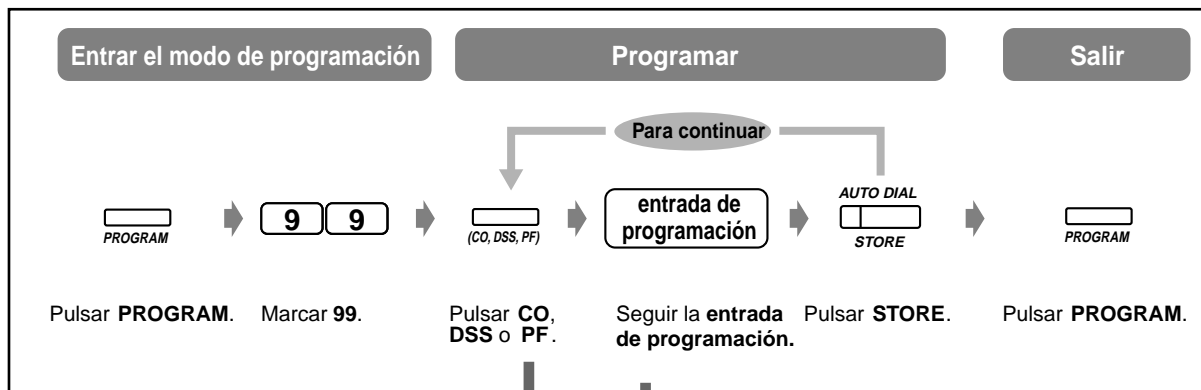 Entrar el modo de programación
Programar
Salir
Para continuar
PROGRAM
9 9
(CO, DSS, PF)
entrada de
programación
AUTO DIAL
STORE
PROGRAM
Pulsar PROGRAM.
Marcar 99.
Pulsar CO,
DSS o PF.
Seguir la entrada
de programación.
Pulsar STORE.
Pulsar PROGRAM.